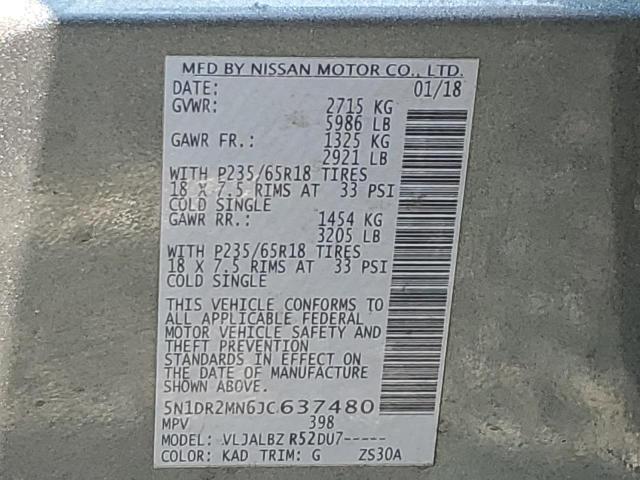 MFD BY NISSAN MOTOR CO., LTD.
DATE: 01/18
GVWR: 2715 KG
5986 LB
GAWR FR.: 1325 KG
2921 LB
WITH P235/65R18 TIRES
18 X 7.5 RIMS AT 33 PSI
COLD SINGLE
GAWR RR.: 1454 KG
3205 LB
WITH P235/65R18 TIRES
18 X 7.5 RIMS AT 33 PSI
COLD SINGLE
THIS VEHICLE CONFORMS TO
ALL APPLICABLE FEDERAL
MOTOR VEHICLE SAFETY AND
THEFT PREVENTION
STANDARDS IN EFFECT ON
THE DATE OF MANUFACTURE
SHOWN ABOVE.
5N1DR2MN6JC637480
MPV 398
MODEL: VLJALBZ R52DU7-----
COLOR: KAD TRIM: G ZS30A